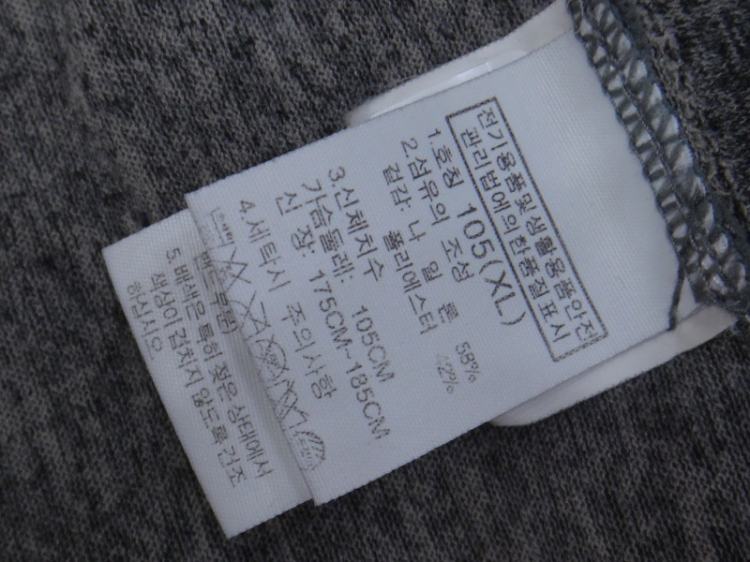 전기용품및생활용품안전
관리법에의한품질표시
1.호칭 105(XL)
2.섬유의 조성
겉감: 나 일 론 58%
폴리에스터 42%
3.신체치수
가슴둘레: 105CM
신 장: 175CM~185CM
4.세탁시 주의사항
5.배색은 특히 젖은 상태에서
색상이 겹치지 않도록 건조
하십시오